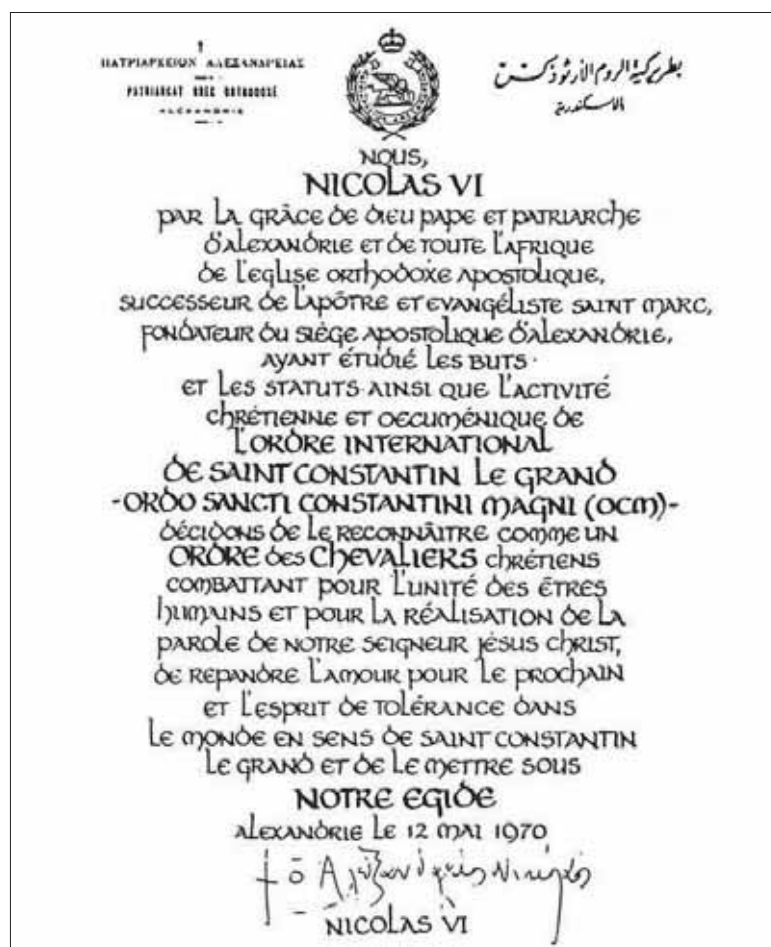 ΠΑΤΡΙΑΡΧΕΙΟΝ ΑΛΕΞΑΝΔΡΕΙΑΣ
PATRIARCAT GREC ORTHODOXE
ALEXANDRIE
بطريركية الروم الأرثوذكس
بالاسكندرية
NOUS,
NICOLAS VI
PAR LA GRÂCE DE DIEU PAPE ET PATRIARCHE
D'ALEXANDRIE ET DE TOUTE L'AFRIQUE
DE L'EGLISE ORTHODOXE APOSTOLIQUE,
SUCCESSEUR DE L'APÔTRE ET EVANGÉLISTE SAINT MARC,
FONDATEUR DU SIÈGE APOSTOLIQUE D'ALEXANDRIE,
AYANT ÉTUDIÉ LES BUTS
ET LES STATUTS AINSI QUE L'ACTIVITÉ
CHRÉTIENNE ET OECUMÉNIQUE DE
L'ORDRE INTERNATIONAL
DE SAINT CONSTANTIN LE GRAND
-ORDO SANCTI CONSTANTINI MAGNI (OCM)-
DÉCIDONS DE LE RECONNAÎTRE COMME UN
ORDRE DES CHEVALIERS CHRÉTIENS
COMBATTANT POUR L'UNITÉ DES ÊTRES
HUMAINS ET POUR LA RÉALISATION DE LA
PAROLE DE NOTRE SEIGNEUR JÉSUS CHRIST,
DE REPANDRE L'AMOUR POUR LE PROCHAIN
ET L'ESPRIT DE TOLÉRANCE DANS
LE MONDE EN SENS DE SAINT CONSTANTIN
LE GRAND ET DE LE METTRE SOUS
NOTRE EGIDE
ALEXANDRIE LE 12 MAI 1970
† ὁ Ἀλεξανδρείας Νικόλαος
NICOLAS VI